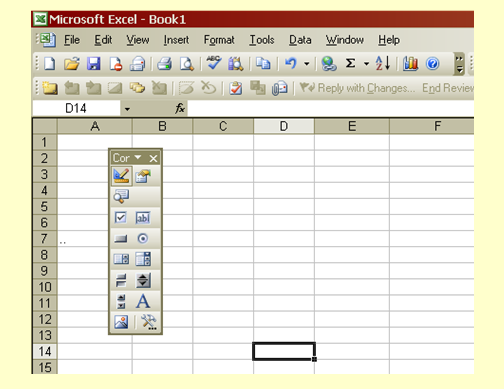 Microsoft Excel - Book1
File Edit View Insert Format Tools Data Window Help
Reply with Changes... End Review
D14 fx
A B C D E F
1
2
Cor
3
4
5
6
ab
7 ..
8
9
10
11
A
12
13
14
15